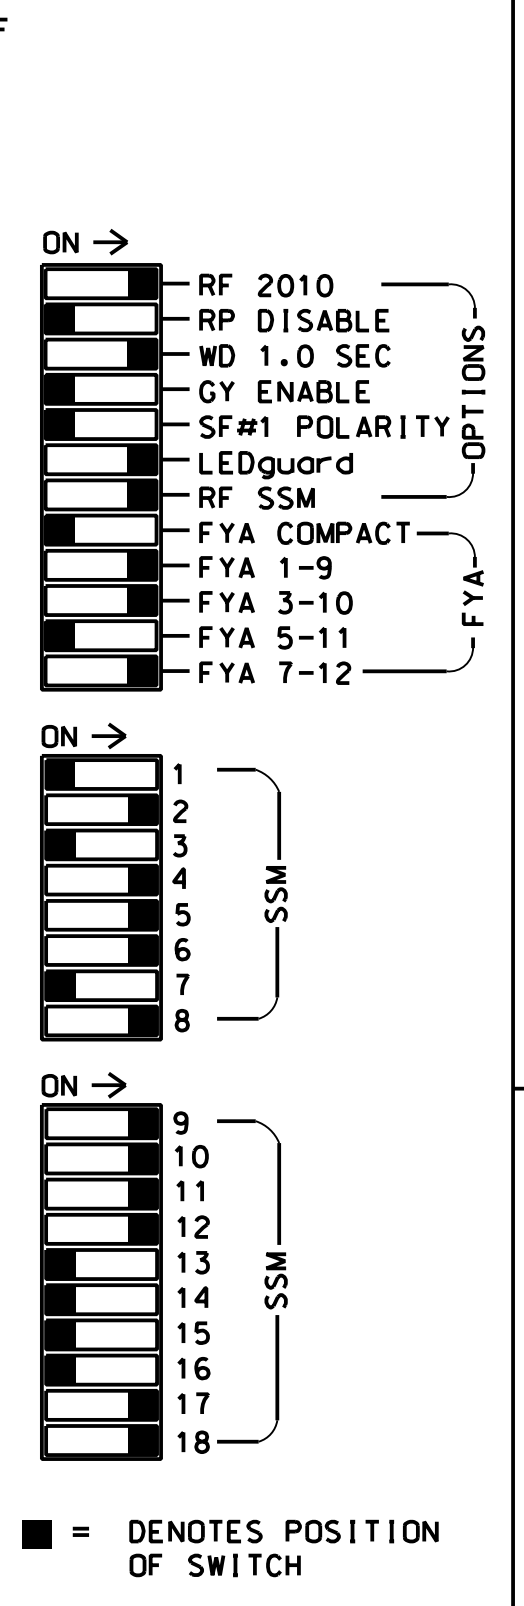 F
ON →
RF 2010
RP DISABLE
WD 1.0 SEC
GY ENABLE
SF#1 POLARITY
LEDguard
RF SSM
OPTIONS
FYA COMPACT
FYA 1-9
FYA 3-10
FYA 5-11
FYA 7-12
FYA
ON →
1
2
3
4
5
6
7
8
SSM
ON →
9
10
11
12
13
14
15
16
17
18
SSM
= DENOTES POSITION
OF SWITCH